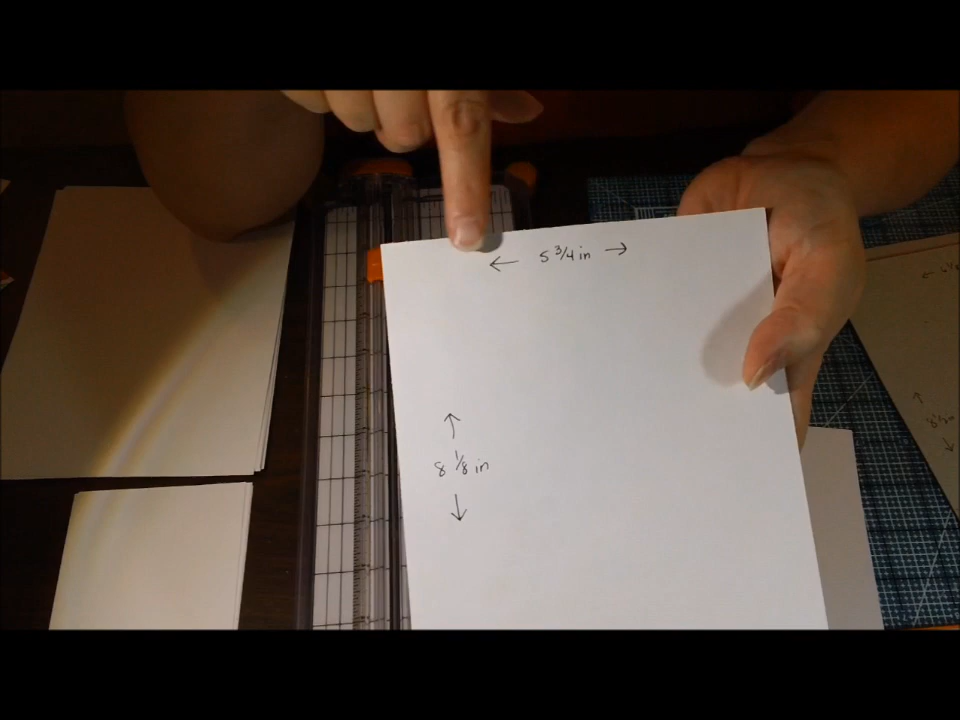 ← 5 3/4 in →
↑
8 1/8 in
↓